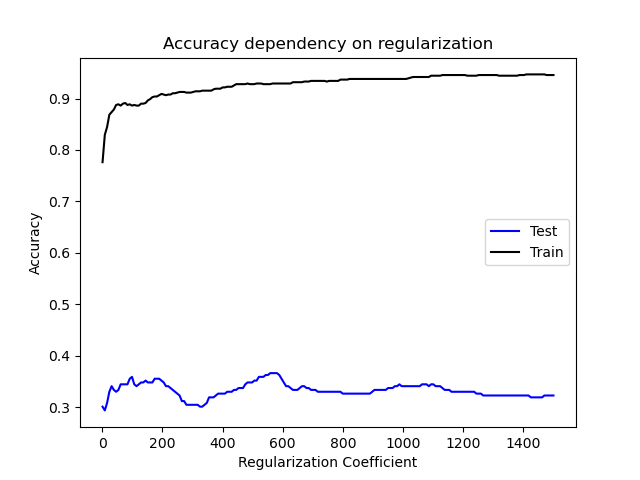 Accuracy dependency on regularization
Accuracy
0.9
0.8
0.7
0.6
0.5
0.4
0.3
Test
Train
0 200 400 600 800 1000 1200 1400
Regularization Coefficient